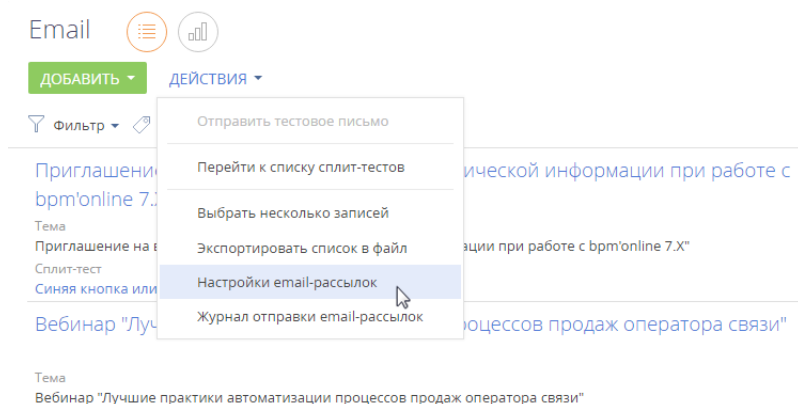 Email
ДОБАВИТЬ ДЕЙСТВИЯ
Фильтр
Отправить тестовое письмо
Перейти к списку сплит-тестов
Выбрать несколько записей
Экспортировать список в файл
Настройки email-рассылок
Журнал отправки email-рассылок
Приглашение ической информации при работе с
bpm'online 7.
Тема
Приглашение на ации при работе с bpm'online 7.X"
Сплит-тест
Синяя кнопка или
Вебинар "Луч роцессов продаж оператора связи"
Тема
Вебинар "Лучшие практики автоматизации процессов продаж оператора связи"